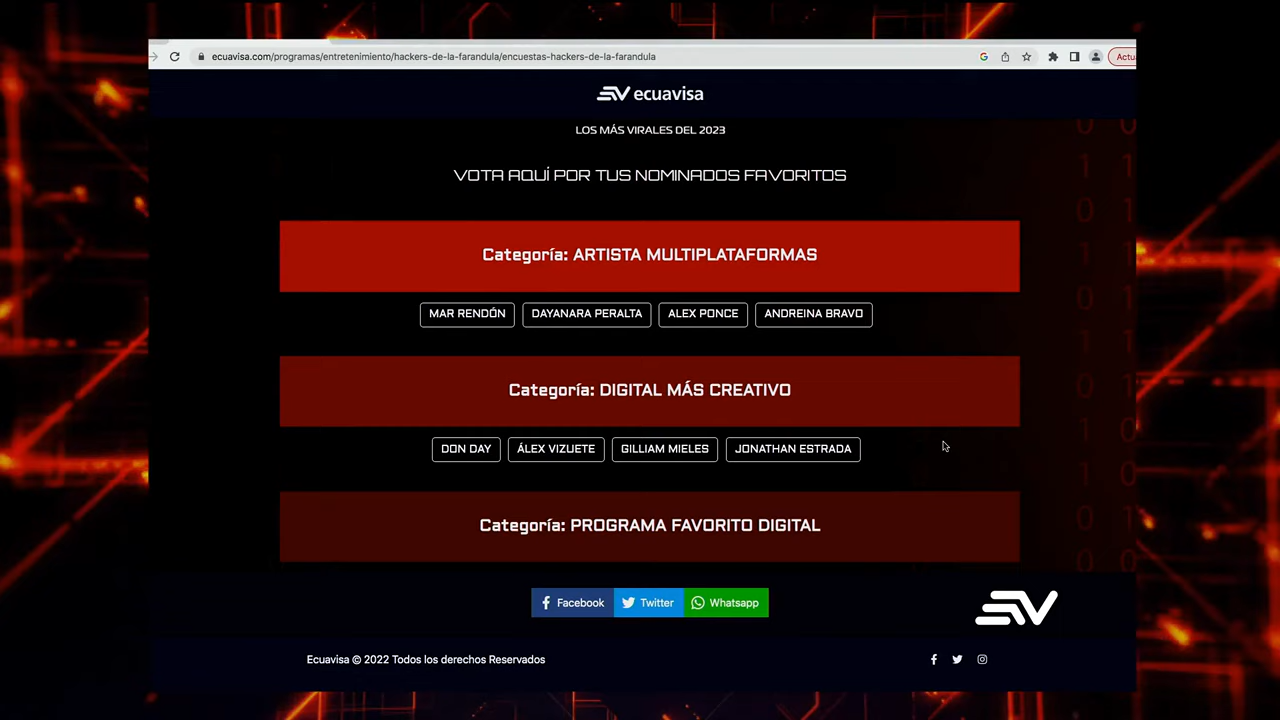 ecuavisa.com/programas/entretenimiento/hackers-de-la-farandula/encuestas-hackers-de-la-farandula
Actu
ecuavisa
LOS MÁS VIRALES DEL 2023
VOTA AQUÍ POR TUS NOMINADOS FAVORITOS
Categoría: ARTISTA MULTIPLATAFORMAS
MAR RENDÓN DAYANARA PERALTA ALEX PONCE ANDREINA BRAVO
Categoría: DIGITAL MÁS CREATIVO
DON DAY ÁLEX VIZUETE GILLIAM MIELES JONATHAN ESTRADA
Categoría: PROGRAMA FAVORITO DIGITAL
Facebook Twitter Whatsapp
Ecuavisa © 2022 Todos los derechos Reservados